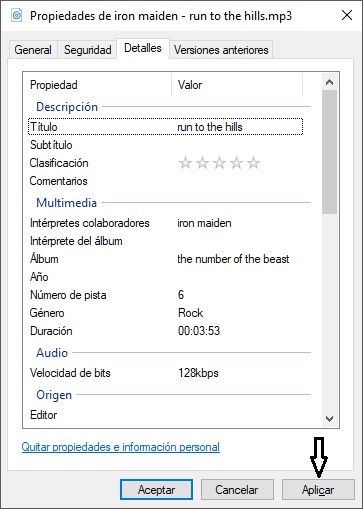 Propiedades de iron maiden - run to the hills.mp3
General Seguridad Detalles Versiones anteriores
Propiedad Valor
Descripción
Título run to the hills
Subtítulo
Clasificación
Comentarios
Multimedia
Intérpretes colaboradores iron maiden
Intérprete del álbum
Álbum the number of the beast
Año
Número de pista 6
Género Rock
Duración 00:03:53
Audio
Velocidad de bits 128kbps
Origen
Editor
Quitar propiedades e información personal
Aceptar Cancelar Aplicar